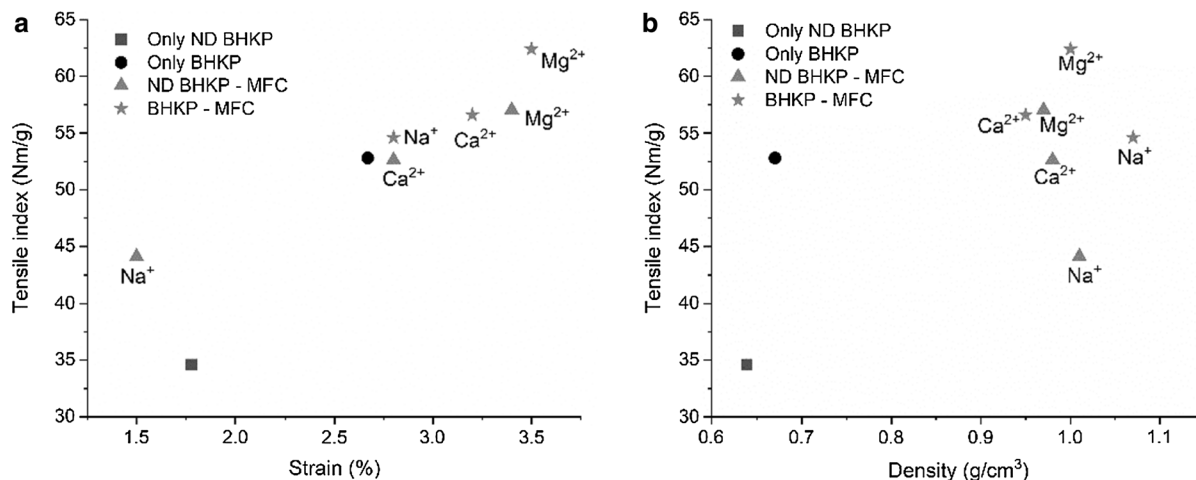 a
Tensile index (Nm/g)
65
60
55
50
45
40
35
30
Only ND BHKP
Only BHKP
ND BHKP - MFC
BHKP - MFC
Mg²⁺
Mg²⁺
Na⁺
Ca²⁺
Ca²⁺
Na⁺
1.5
2.0
2.5
3.0
3.5
Strain (%)
b
Tensile index (Nm/g)
65
60
55
50
45
40
35
30
Only ND BHKP
Only BHKP
ND BHKP - MFC
BHKP - MFC
Mg²⁺
Ca²⁺
Mg²⁺
Na⁺
Ca²⁺
Na⁺
0.6
0.7
0.8
0.9
1.0
1.1
Density (g/cm³)